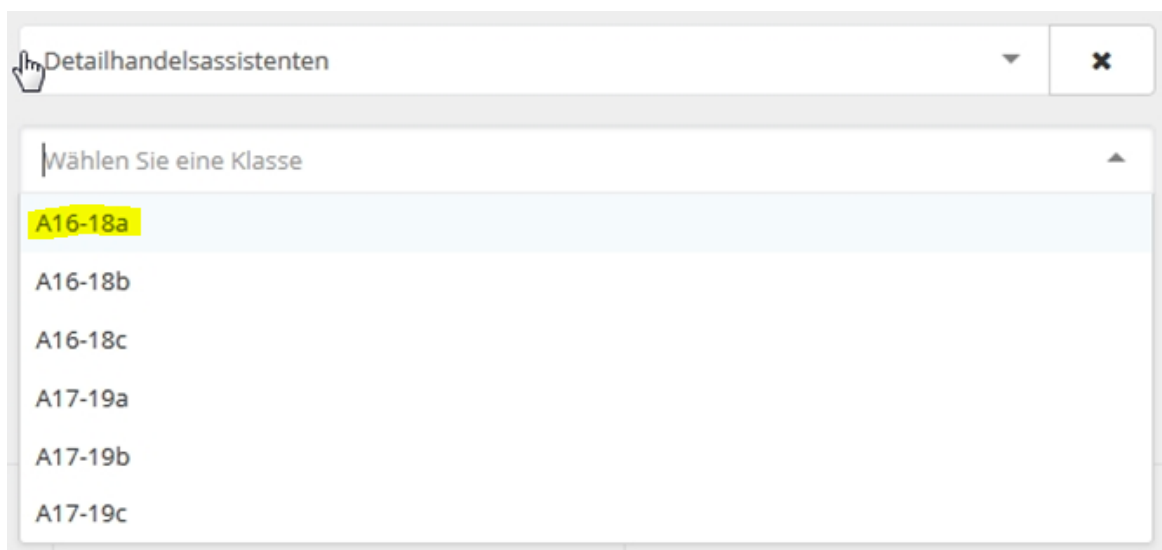 Detailhandelsassistenten
Wählen Sie eine Klasse
A16-18a
A16-18b
A16-18c
A17-19a
A17-19b
A17-19c